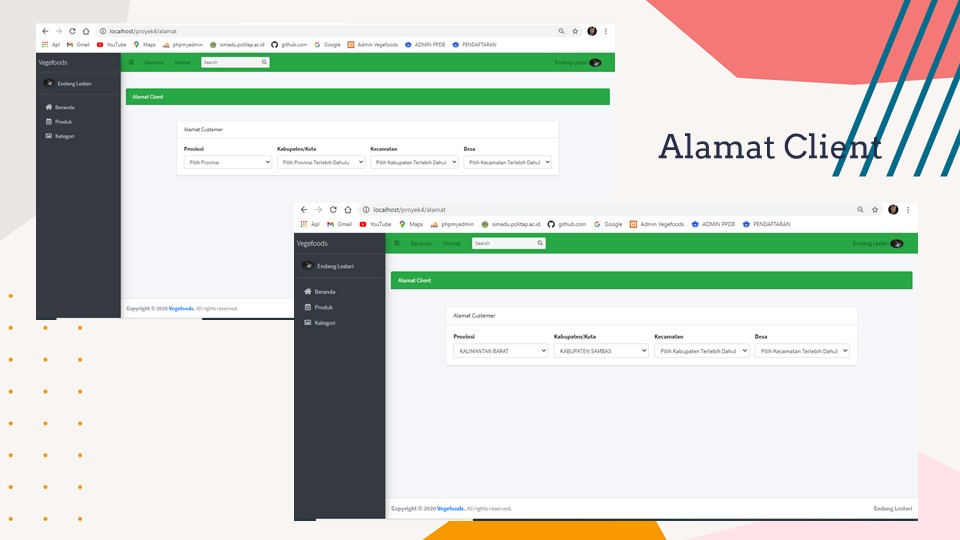 Alamat Client
localhost/proyek4/alamat
Apl Gmail YouTube Maps phpmyadmin simadu.politap.ac.id github.com Google Admin Vegefoods ADMIN PPDB PENDAFTARAN
Vegefoods Beranda Alamat Search Endang Lestari
Endang Lestari
Beranda
Produk
Kategori
Alamat Client
Alamat Custemer
Provinsi Kabupaten/Kota Kecamatan Desa
Pilih Provinsi Pilih Provinsi Terlebih Dahulu Pilih Kabupaten Terlebih Dahul Pilih Kecamatan Terlebih Dahul
Copyright © 2020 Vegefoods. All rights reserved.
localhost/proyek4/alamat
Apl Gmail YouTube Maps phpmyadmin simadu.politap.ac.id github.com Google Admin Vegefoods ADMIN PPDB PENDAFTARAN
Vegefoods Beranda Alamat Search Endang Lestari
Endang Lestari
Beranda
Produk
Kategori
Alamat Client
Alamat Custemer
Provinsi Kabupaten/Kota Kecamatan Desa
KALIMANTAN BARAT KABUPATEN SAMBAS Pilih Kabupaten Terlebih Dahul Pilih Kecamatan Terlebih Dahul
Copyright © 2020 Vegefoods. All rights reserved. Endang Lestari